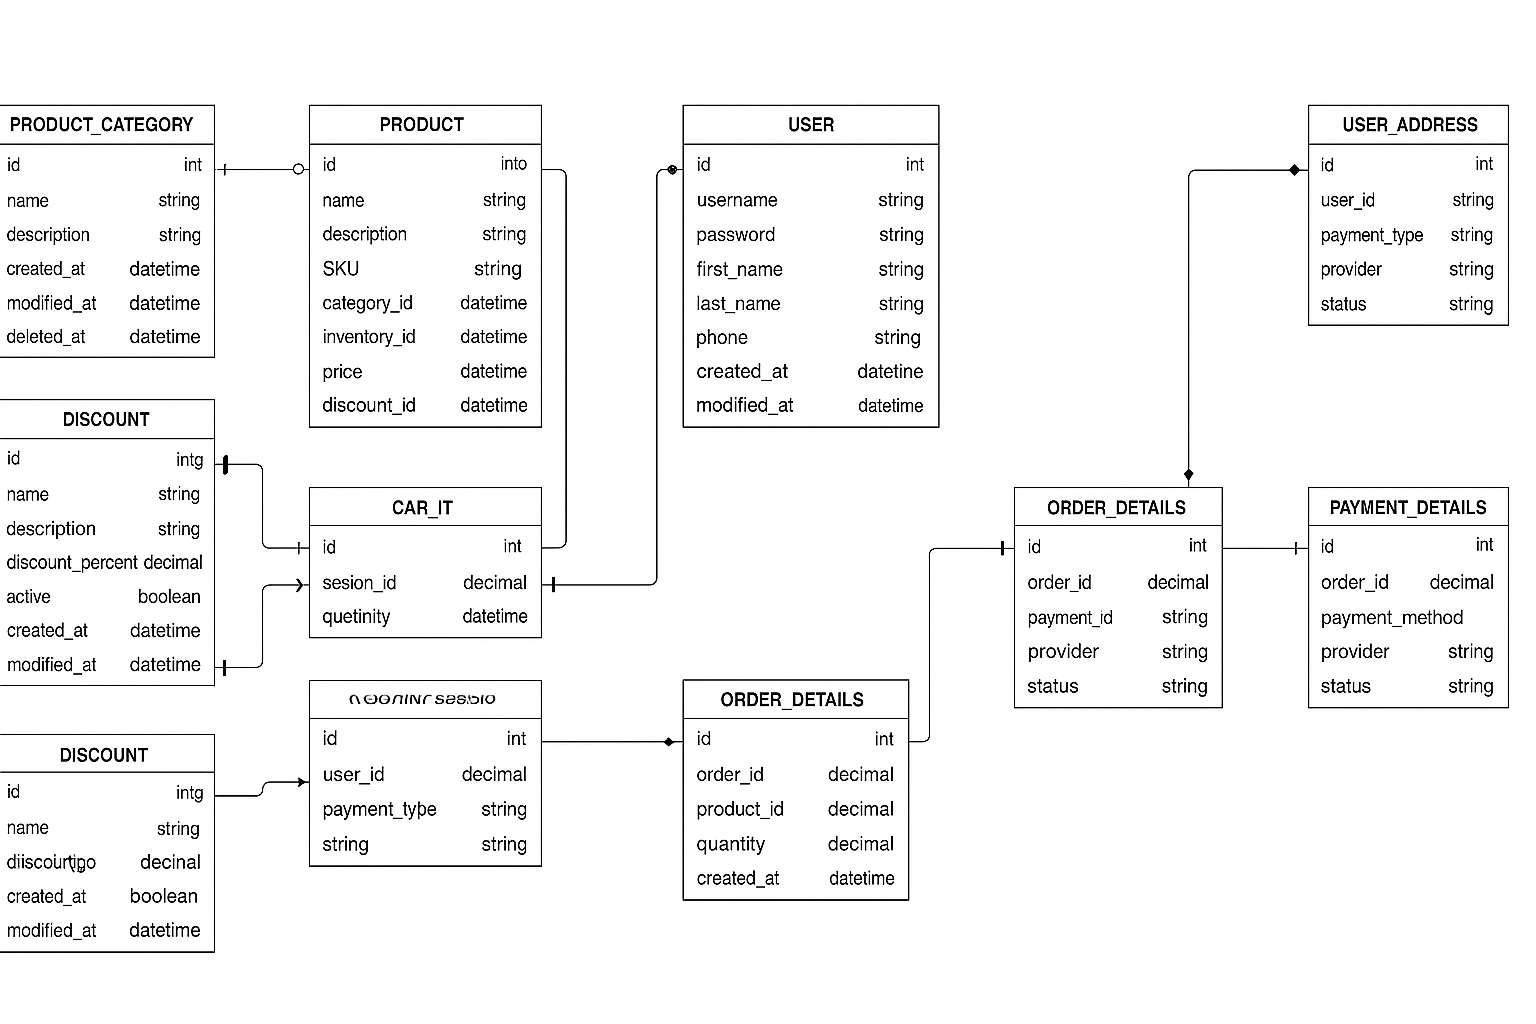 PRODUCT_CATEGORY
id int
name string
description string
created_at datetime
modified_at datetime
deleted_at datetime
PRODUCT
id into
name string
description string
SKU string
category_id datetime
inventory_id datetime
price datetime
discount_id datetime
USER
id int
username string
password string
first_name string
last_name string
phone string
created_at datetine
modified_at datetime
USER_ADDRESS
id int
user_id string
payment_type string
provider string
status string
DISCOUNT
id intg
name string
description string
discount_percent decimal
active boolean
created_at datetime
modified_at datetime
CAR_IT
id int
sesion_id decimal
quetinity datetime
ORDER_DETAILS
id int
order_id decimal
payment_id string
provider string
status string
PAYMENT_DETAILS
id int
order_id decimal
payment_method
provider string
status string
id int
user_id decimal
payment_type string
string string
ORDER_DETAILS
id int
order_id decimal
product_id decimal
quantity decimal
created_at datetime
DISCOUNT
id intg
name string
decinal
created_at boolean
modified_at datetime